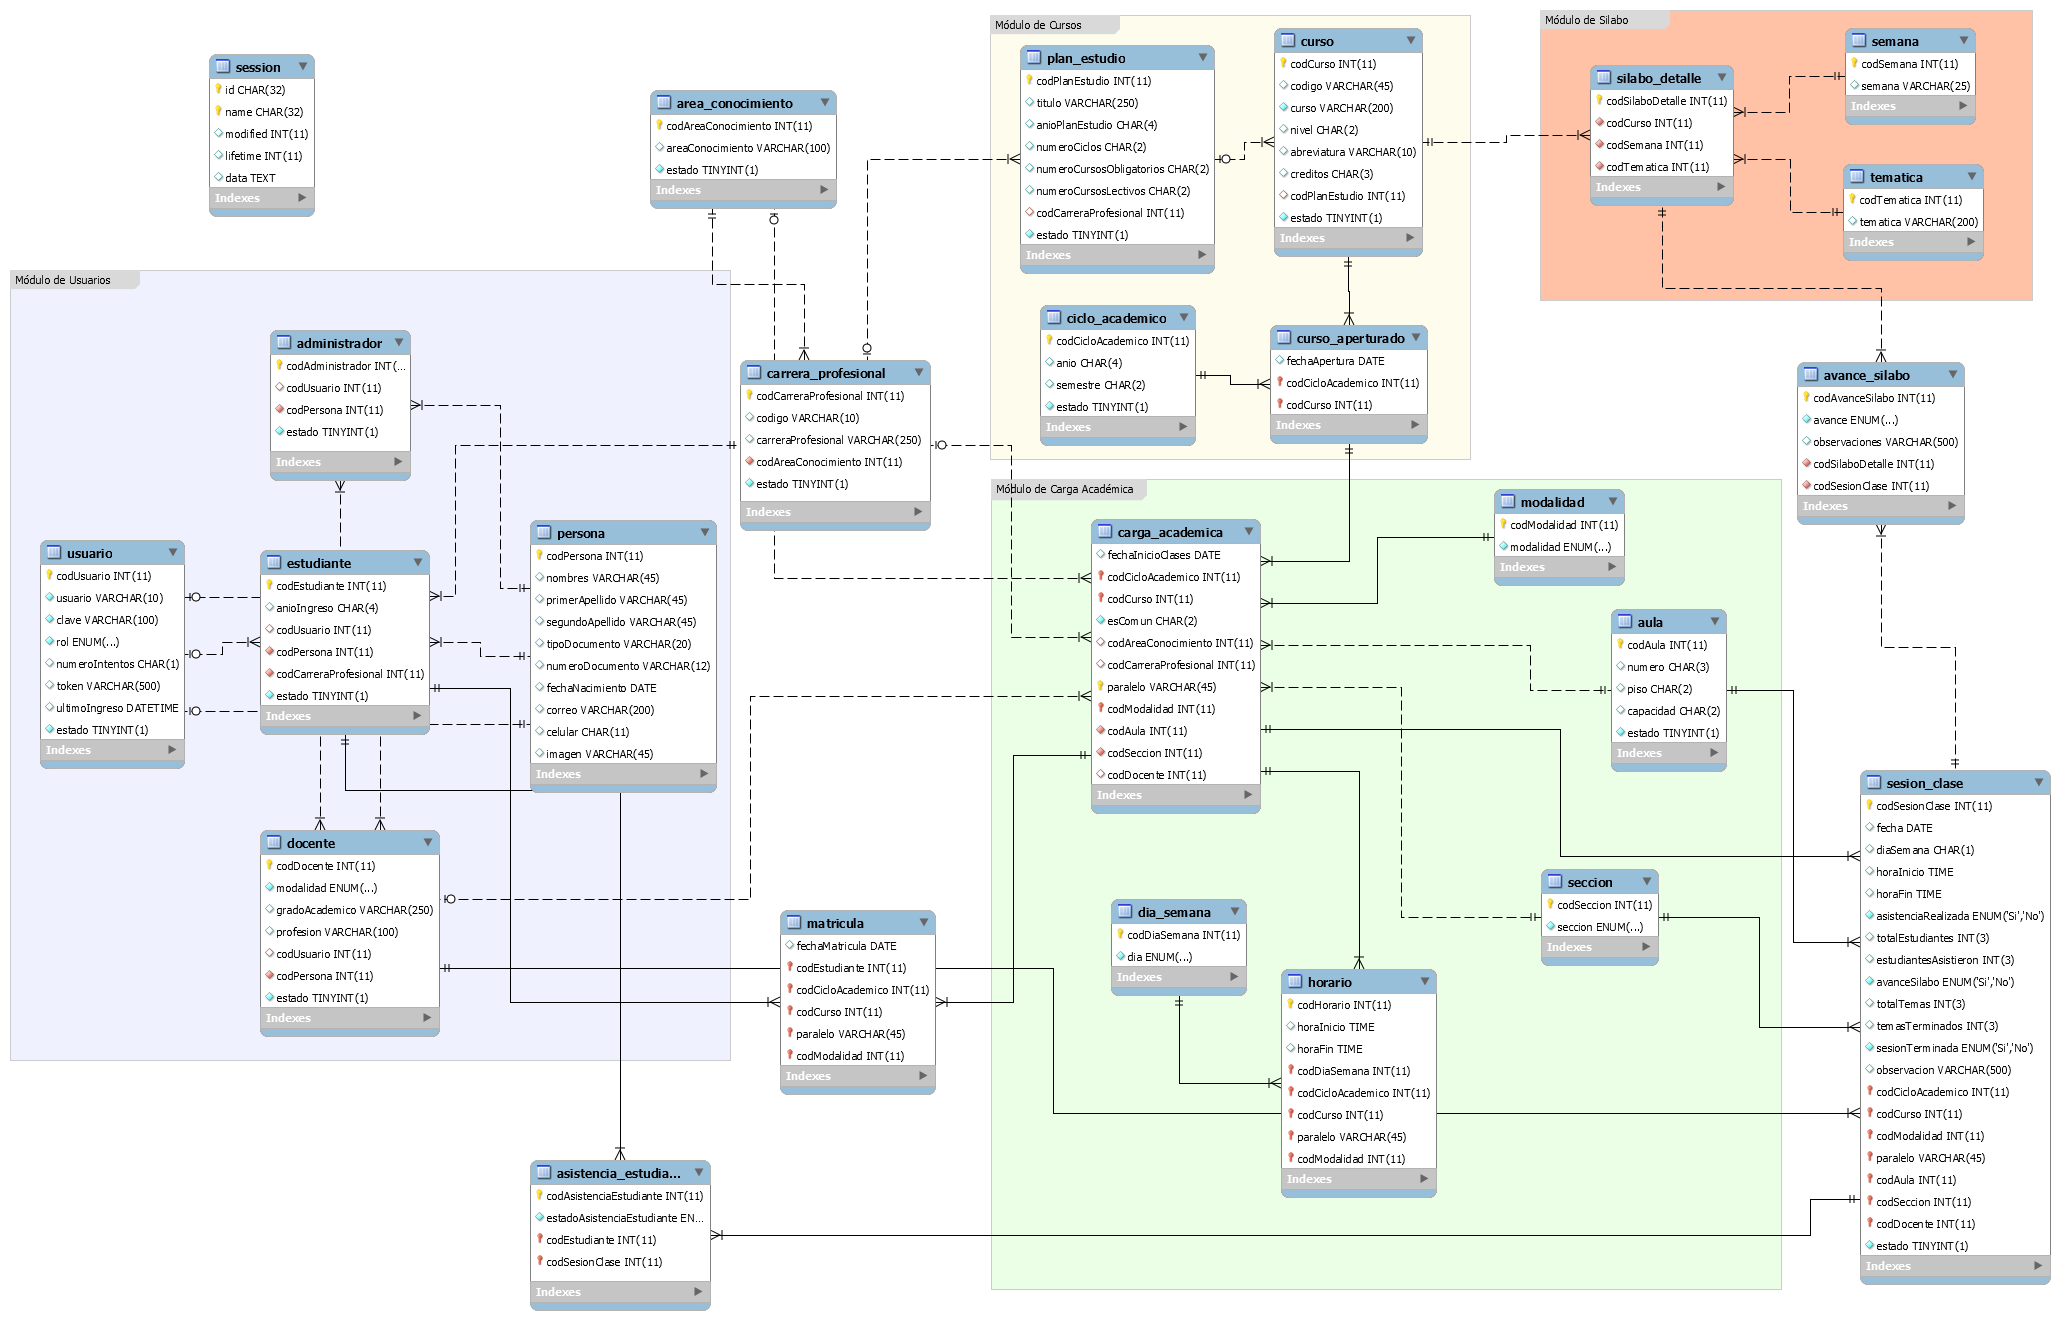 session
id CHAR(32)
name CHAR(32)
modified INT(11)
lifetime INT(11)
data TEXT
Indexes
area_conocimiento
codAreaConocimiento INT(11)
areaConocimiento VARCHAR(100)
estado TINYINT(1)
Indexes
Módulo de Cursos
plan_estudio
codPlanEstudio INT(11)
titulo VARCHAR(250)
anioPlanEstudio CHAR(4)
numeroCiclos CHAR(2)
numeroCursosObligatorios CHAR(2)
numeroCursosLectivos CHAR(2)
codCarreraProfesional INT(11)
estado TINYINT(1)
Indexes
curso
codCurso INT(11)
codigo VARCHAR(45)
curso VARCHAR(200)
nivel CHAR(2)
abreviatura VARCHAR(10)
creditos CHAR(3)
codPlanEstudio INT(11)
estado TINYINT(1)
Indexes
ciclo_academico
codCicloAcademico INT(11)
anio CHAR(4)
semestre CHAR(2)
estado TINYINT(1)
Indexes
curso_aperturado
fechaApertura DATE
codCicloAcademico INT(11)
codCurso INT(11)
Indexes
Módulo de Silabo
silabo_detalle
codSilaboDetalle INT(11)
codCurso INT(11)
codSemana INT(11)
codTematica INT(11)
Indexes
semana
codSemana INT(11)
semana VARCHAR(25)
Indexes
tematica
codTematica INT(11)
tematica VARCHAR(200)
Indexes
Módulo de Usuarios
administrador
codAdministrador INT(...
codUsuario INT(11)
codPersona INT(11)
estado TINYINT(1)
Indexes
usuario
codUsuario INT(11)
usuario VARCHAR(10)
clave VARCHAR(100)
rol ENUM(...)
numeroIntentos CHAR(1)
token VARCHAR(500)
ultimoIngreso DATETIME
estado TINYINT(1)
Indexes
estudiante
codEstudiante INT(11)
anioIngreso CHAR(4)
codUsuario INT(11)
codPersona INT(11)
codCarreraProfesional INT(11)
estado TINYINT(1)
Indexes
persona
codPersona INT(11)
nombres VARCHAR(45)
primerApellido VARCHAR(45)
segundoApellido VARCHAR(45)
tipoDocumento VARCHAR(20)
numeroDocumento VARCHAR(12)
fechaNacimiento DATE
correo VARCHAR(200)
celular CHAR(11)
imagen VARCHAR(45)
Indexes
docente
codDocente INT(11)
modalidad ENUM(...)
gradoAcademico VARCHAR(250)
profesion VARCHAR(100)
codUsuario INT(11)
codPersona INT(11)
estado TINYINT(1)
Indexes
carrera_profesional
codCarreraProfesional INT(11)
codigo VARCHAR(10)
carreraProfesional VARCHAR(250)
codAreaConocimiento INT(11)
estado TINYINT(1)
Indexes
matricula
fechaMatricula DATE
codEstudiante INT(11)
codCicloAcademico INT(11)
codCurso INT(11)
paralelo VARCHAR(45)
codModalidad INT(11)
Indexes
asistencia_estudia...
codAsistenciaEstudiante INT(11)
estadoAsistenciaEstudiante EN...
codEstudiante INT(11)
codSesionClase INT(11)
Indexes
Módulo de Carga Académica
carga_academica
fechaInicioClases DATE
codCicloAcademico INT(11)
codCurso INT(11)
esComun CHAR(2)
codAreaConocimiento INT(11)
codCarreraProfesional INT(11)
paralelo VARCHAR(45)
codModalidad INT(11)
codAula INT(11)
codSeccion INT(11)
codDocente INT(11)
Indexes
modalidad
codModalidad INT(11)
modalidad ENUM(...)
Indexes
aula
codAula INT(11)
numero CHAR(3)
piso CHAR(2)
capacidad CHAR(2)
estado TINYINT(1)
Indexes
seccion
codSeccion INT(11)
seccion ENUM(...)
Indexes
dia_semana
codDiaSemana INT(11)
dia ENUM(...)
Indexes
horario
codHorario INT(11)
horaInicio TIME
horaFin TIME
codDiaSemana INT(11)
codCicloAcademico INT(11)
codCurso INT(11)
paralelo VARCHAR(45)
codModalidad INT(11)
Indexes
avance_silabo
codAvanceSilabo INT(11)
avance ENUM(...)
observaciones VARCHAR(500)
codSilaboDetalle INT(11)
codSesionClase INT(11)
Indexes
sesion_clase
codSesionClase INT(11)
fecha DATE
diaSemana CHAR(1)
horaInicio TIME
horaFin TIME
asistenciaRealizada ENUM('Si','No')
totalEstudiantes INT(3)
estudiantesAsistieron INT(3)
avanceSilabo ENUM('Si','No')
totalTemas INT(3)
temasTerminados INT(3)
sesionTerminada ENUM('Si','No')
observacion VARCHAR(500)
codCicloAcademico INT(11)
codCurso INT(11)
codModalidad INT(11)
paralelo VARCHAR(45)
codAula INT(11)
codSeccion INT(11)
codDocente INT(11)
estado TINYINT(1)
Indexes